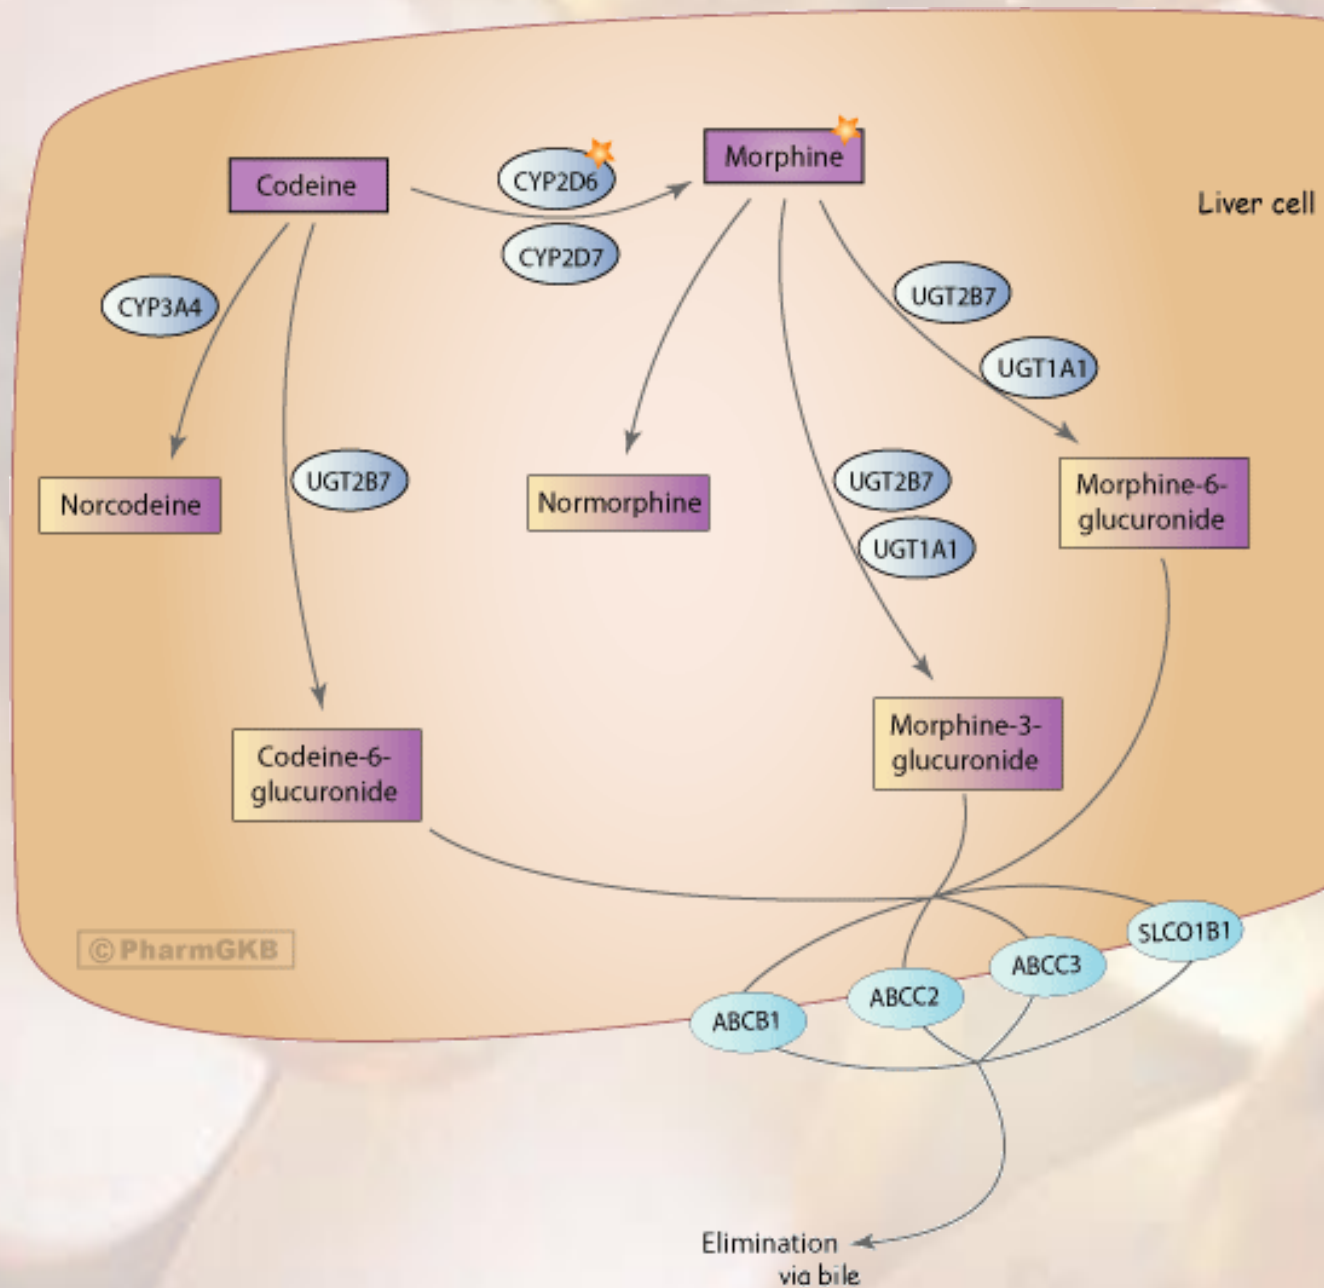 Codeine
CYP2D6
Morphine
Liver cell
CYP2D7
CYP3A4
UGT2B7
UGT1A1
Norcodeine
UGT2B7
Normorphine
UGT2B7
UGT1A1
Morphine-6-
glucuronide
Codeine-6-
glucuronide
Morphine-3-
glucuronide
© PharmGKB
ABCB1
ABCC2
ABCC3
SLCO1B1
Elimination
via bile